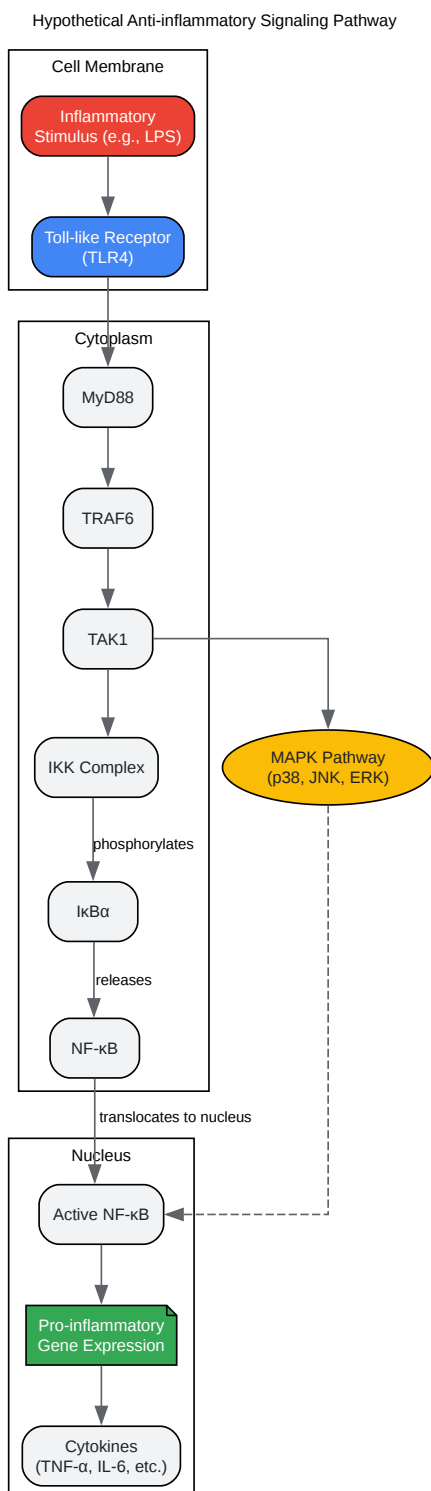 Hypothetical Anti-inflammatory Signaling Pathway
Cell Membrane
Inflammatory
Stimulus (e.g., LPS)
Toll-like Receptor
(TLR4)
Cytoplasm
MyD88
TRAF6
TAK1
IKK Complex
MAPK Pathway
(p38, JNK, ERK)
phosphorylates
IκBα
releases
NF-κB
translocates to nucleus
Nucleus
Active NF-κB
Pro-inflammatory
Gene Expression
Cytokines
(TNF-α, IL-6, etc.)